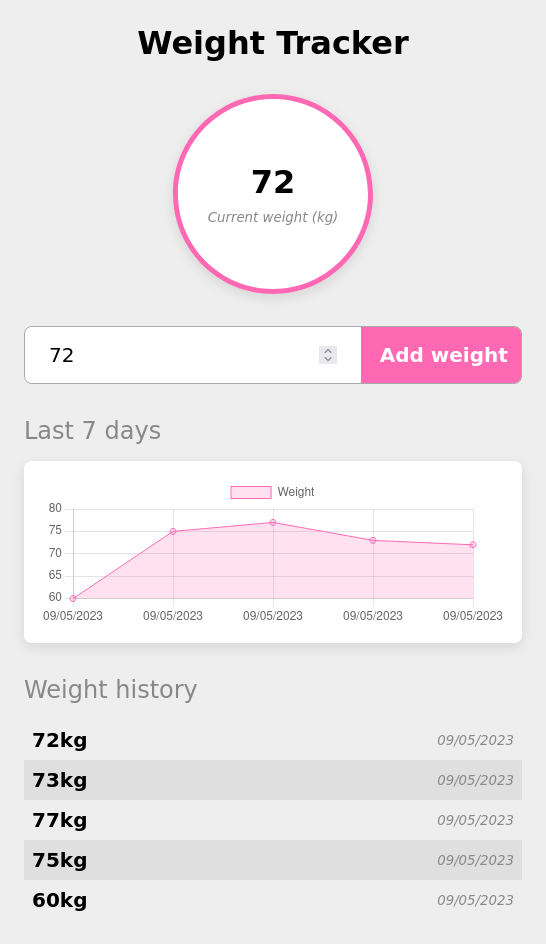 Weight Tracker
72
Current weight (kg)
72
Add weight
Last 7 days
Weight
80
75
70
65
60
09/05/2023 09/05/2023 09/05/2023 09/05/2023 09/05/2023
Weight history
72kg 09/05/2023
73kg 09/05/2023
77kg 09/05/2023
75kg 09/05/2023
60kg 09/05/2023